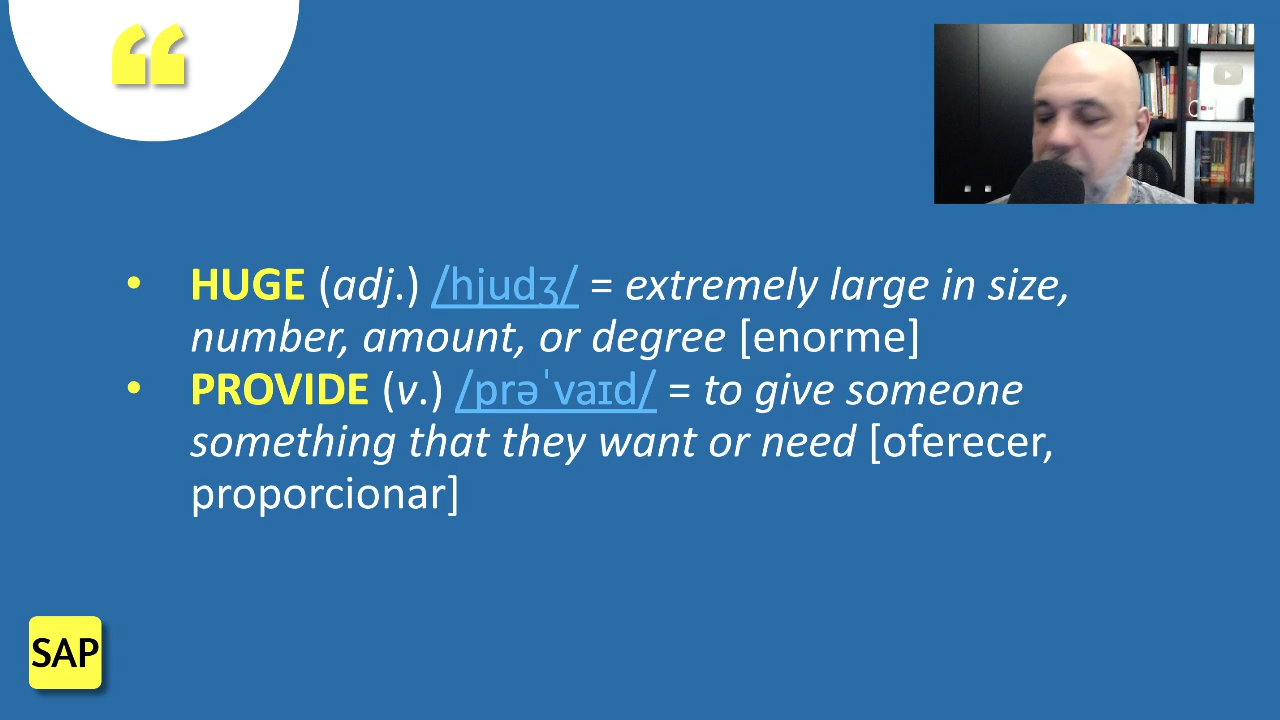 • HUGE (adj.) /hjudʒ/ = extremely large in size,
number, amount, or degree [enorme]
• PROVIDE (v.) /prəˈvaɪd/ = to give someone
something that they want or need [oferecer,
proporcionar]
SAP